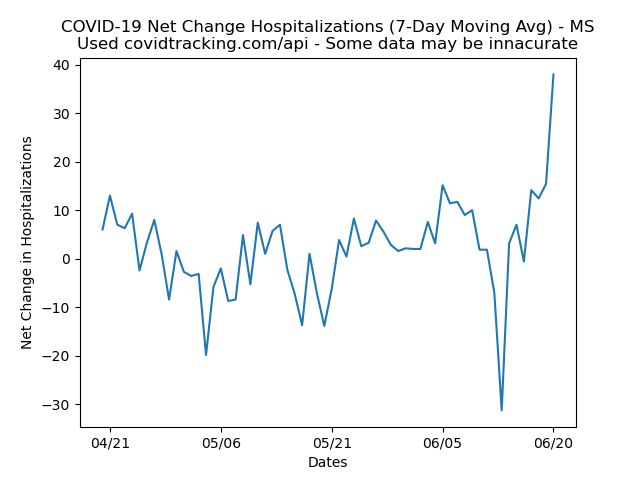 COVID-19 Net Change Hospitalizations (7-Day Moving Avg) - MS
Used covidtracking.com/api - Some data may be innacurate
40
30
20
10
0
−10
−20
−30
Net Change in Hospitalizations
04/21 05/06 05/21 06/05 06/20
Dates